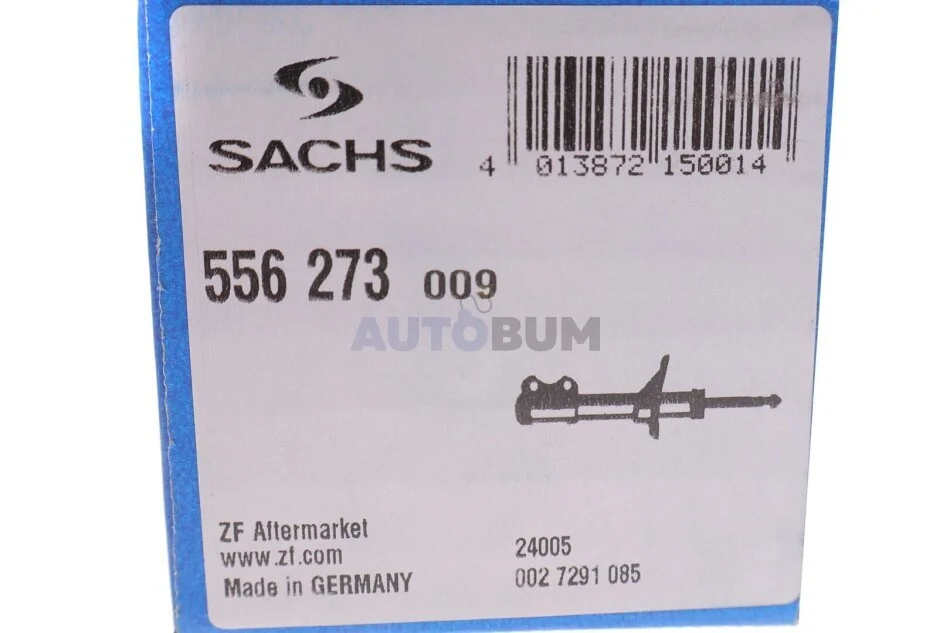 SACHS
4 013872 150014
556 273 009
AUTOBUM
ZF Aftermarket
www.zf.com
Made in GERMANY
24005
002 7291 085